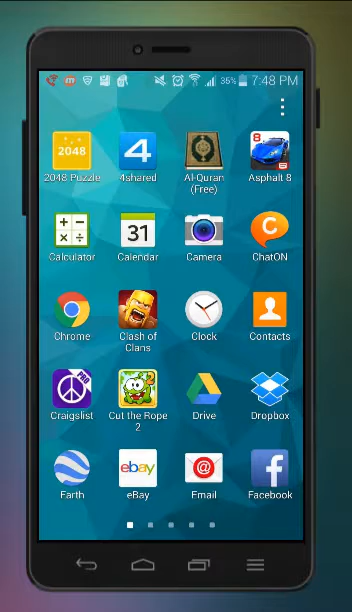 35% 7:48 PM
2048
4
8
2048 Puzzle 4shared Al-Quran Asphalt 8
(Free)
31
Calculator Calendar Camera ChatON
Chrome Clash of Clock Contacts
Clans
PRO
2
Craigslist Cut the Rope Drive Dropbox
2
ebay @ f
Earth eBay Email Facebook